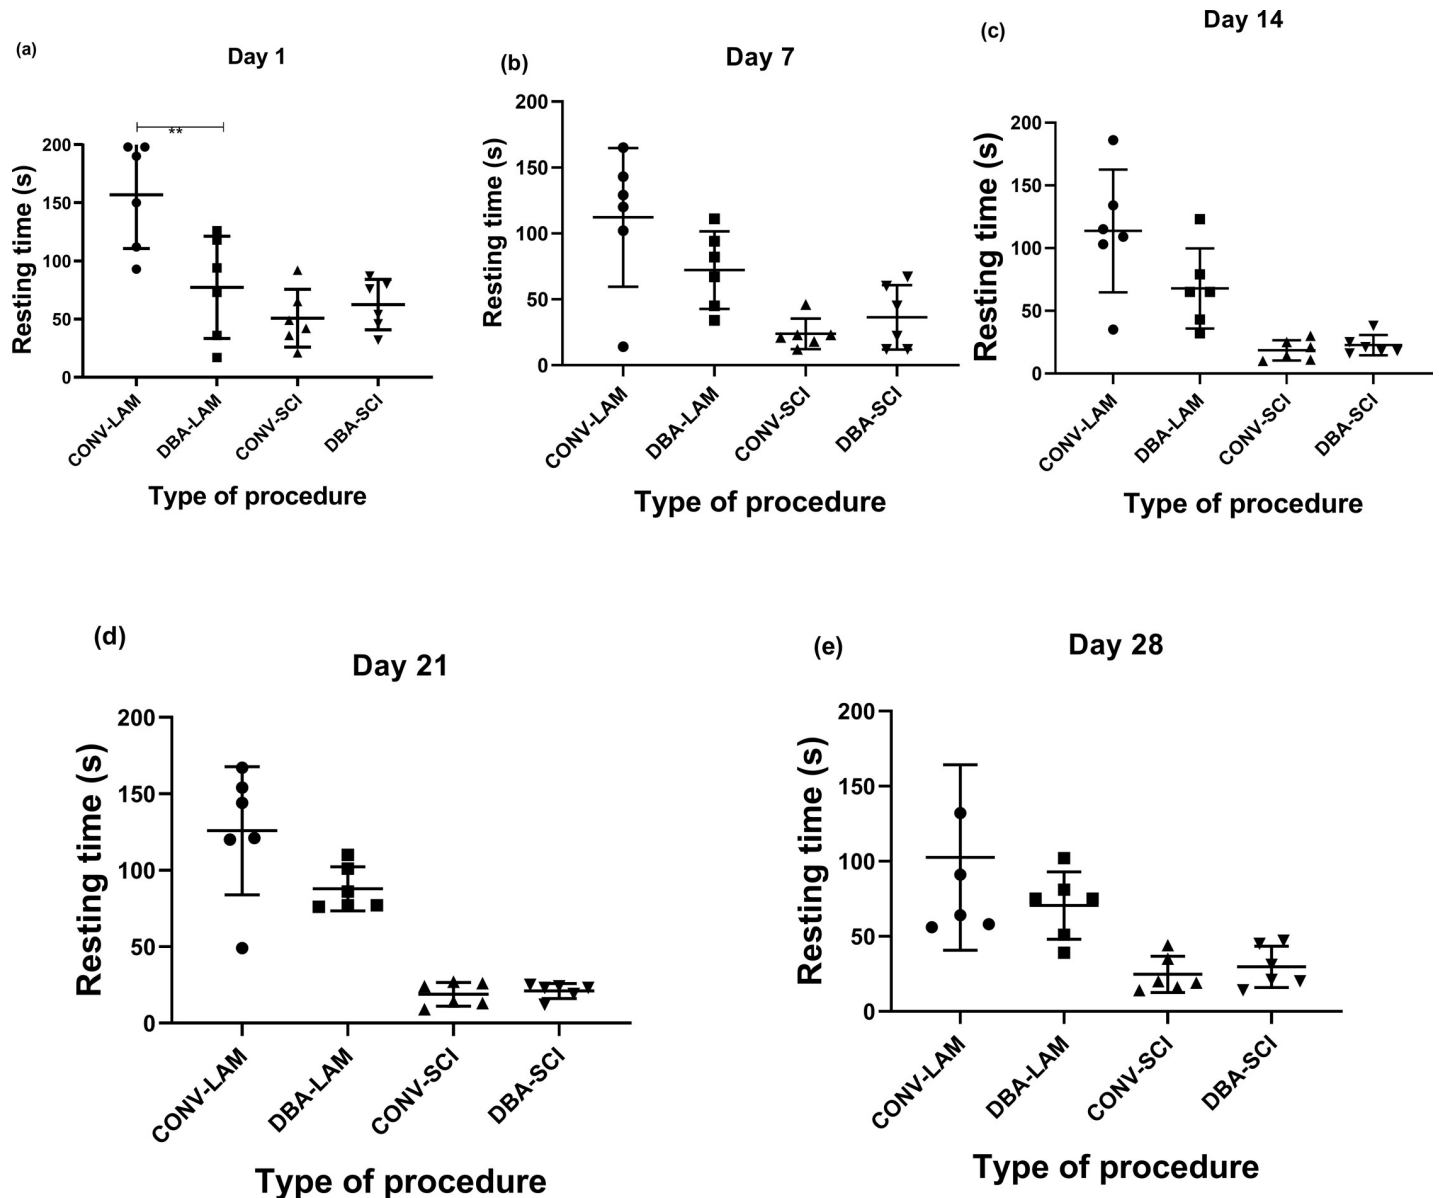 (a)
Day 1
**
Resting time (s)
200
150
100
50
0
CONV-LAM
DBA-LAM
CONV-SCI
DBA-SCI
Type of procedure
(b)
Day 7
Resting time (s)
200
150
100
50
0
CONV-LAM
DBA-LAM
CONV-SCI
DBA-SCI
Type of procedure
(c)
Day 14
Resting time (s)
200
150
100
50
0
CONV-LAM
DBA-LAM
CONV-SCI
DBA-SCI
Type of procedure
(d)
Day 21
Resting time (s)
200
150
100
50
0
CONV-LAM
DBA-LAM
CONV-SCI
DBA-SCI
Type of procedure
(e)
Day 28
Resting time (s)
200
150
100
50
0
CONV-LAM
DBA-LAM
CONV-SCI
DBA-SCI
Type of procedure